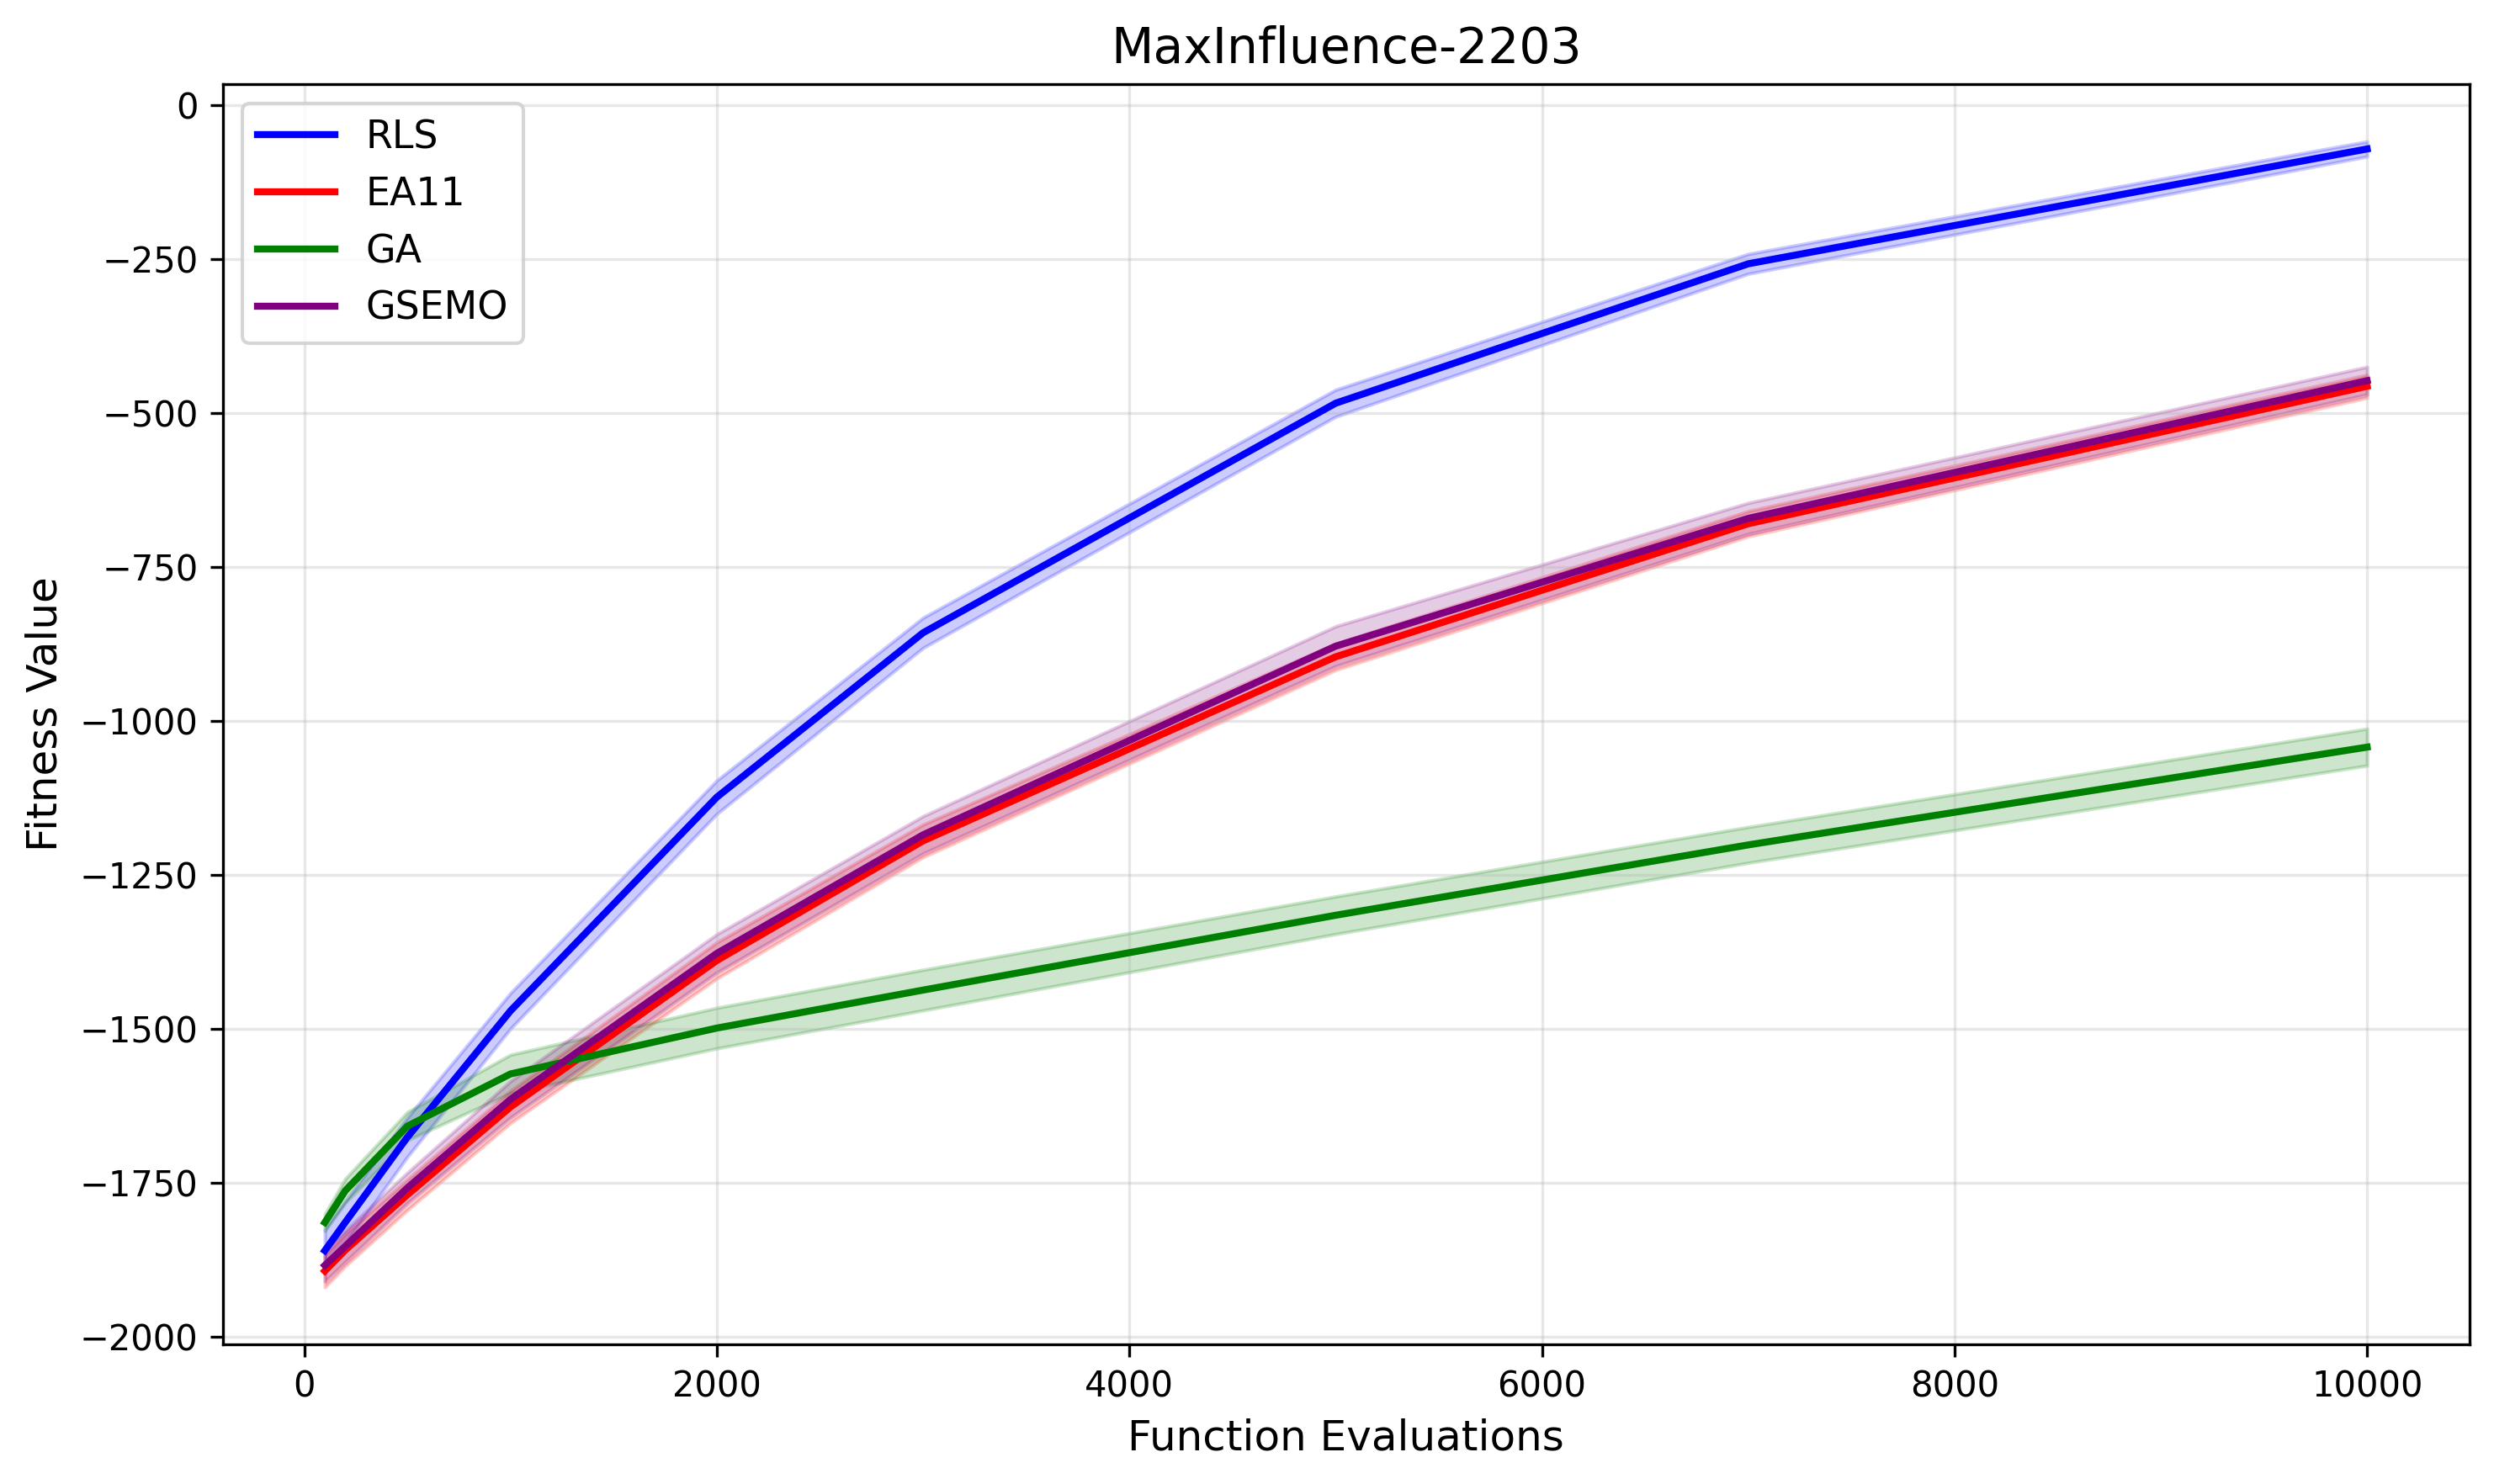 MaxInfluence-2203
RLS
EA11
GA
GSEMO
Fitness Value
0
−250
−500
−750
−1000
−1250
−1500
−1750
−2000
0 2000 4000 6000 8000 10000
Function Evaluations